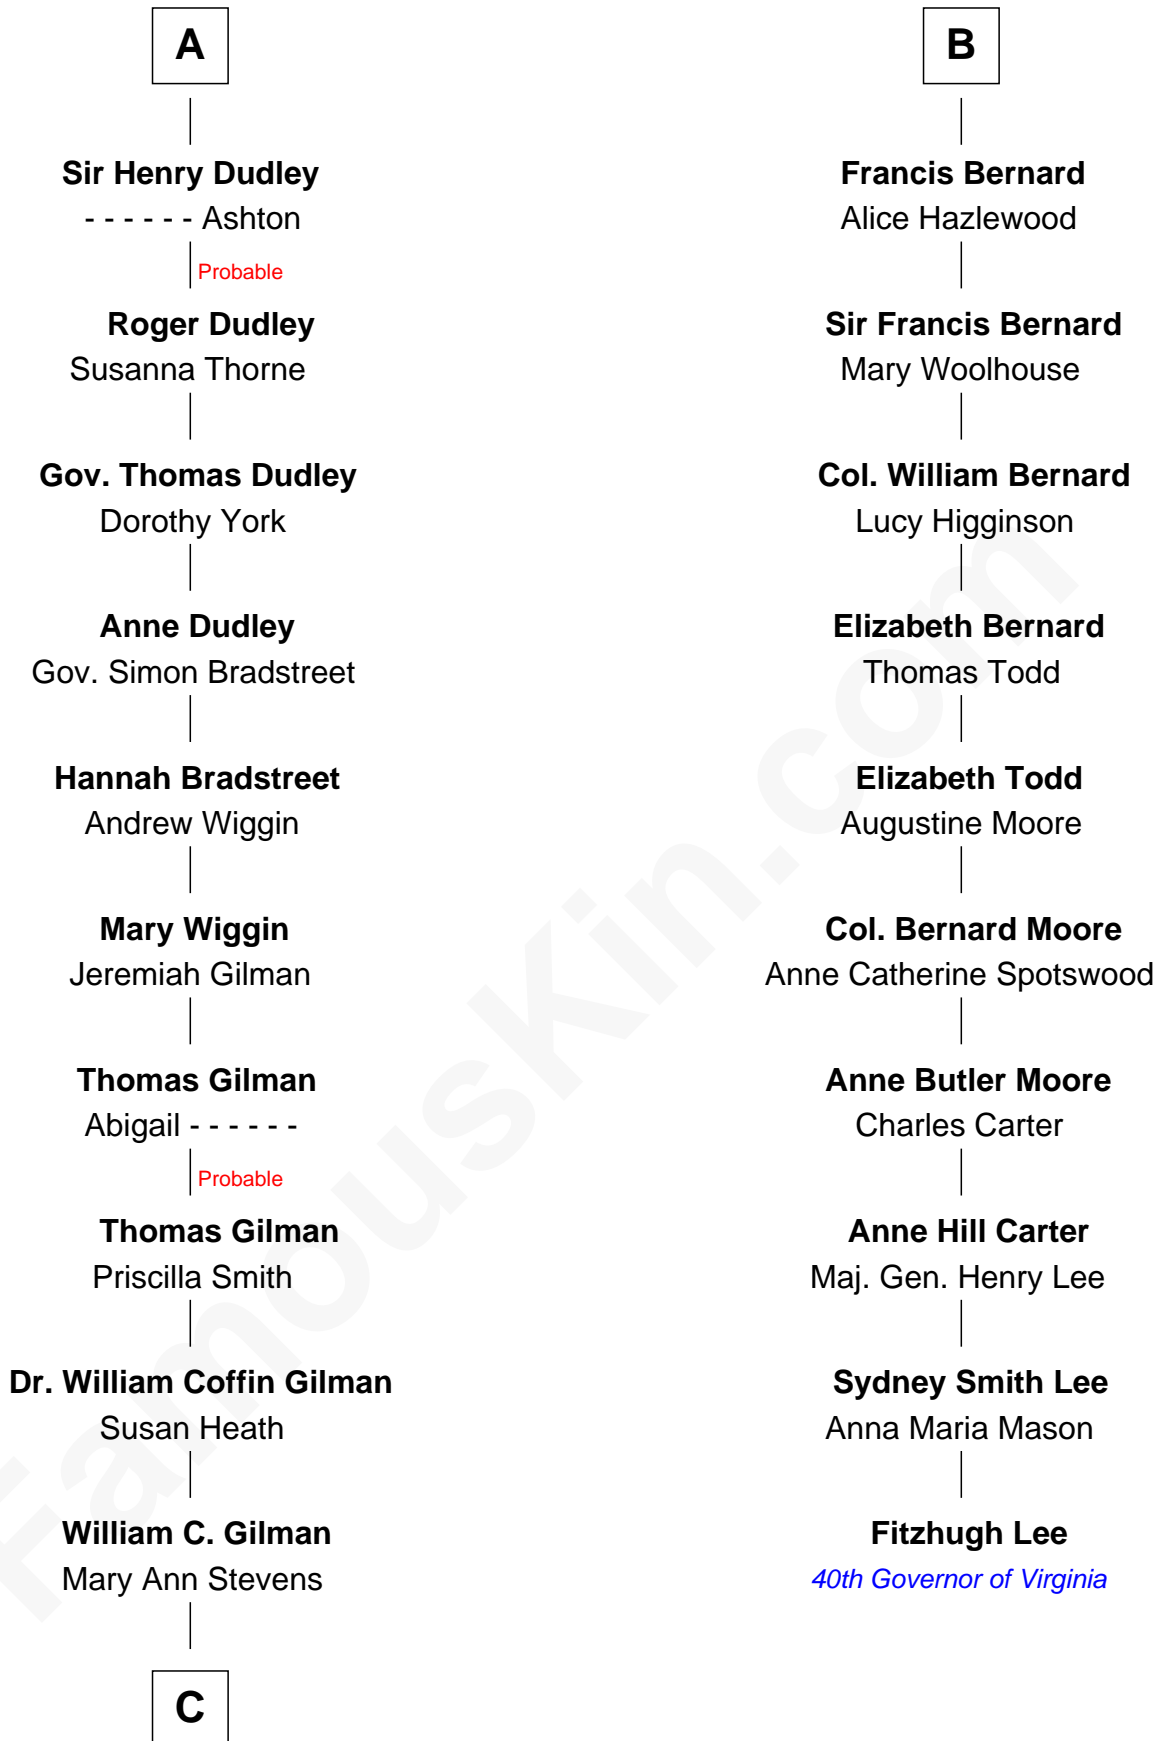 A
Sir Henry Dudley
- - - - - - Ashton
Probable
Roger Dudley
Susanna Thorne
Gov. Thomas Dudley
Dorothy York
Anne Dudley
Gov. Simon Bradstreet
Hannah Bradstreet
Andrew Wiggin
Mary Wiggin
Jeremiah Gilman
Thomas Gilman
Abigail - - - - - -
Probable
Thomas Gilman
Priscilla Smith
Dr. William Coffin Gilman
Susan Heath
William C. Gilman
Mary Ann Stevens
C
B
Francis Bernard
Alice Hazlewood
Sir Francis Bernard
Mary Woolhouse
Col. William Bernard
Lucy Higginson
Elizabeth Bernard
Thomas Todd
Elizabeth Todd
Augustine Moore
Col. Bernard Moore
Anne Catherine Spotswood
Anne Butler Moore
Charles Carter
Anne Hill Carter
Maj. Gen. Henry Lee
Sydney Smith Lee
Anna Maria Mason
Fitzhugh Lee
40th Governor of Virginia
FamousKin.com